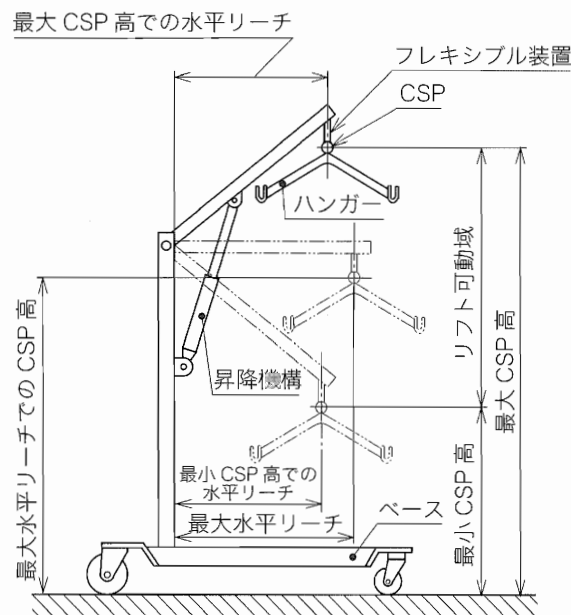 最大 CSP 高での水平リーチ
フレキシブル装置
CSP
ハンガー
リフト可動域
最大 CSP 高
最大水平リーチでの CSP 高
昇降機構
最小 CSP 高での
水平リーチ
最大水平リーチ
ベース
最小 CSP 高